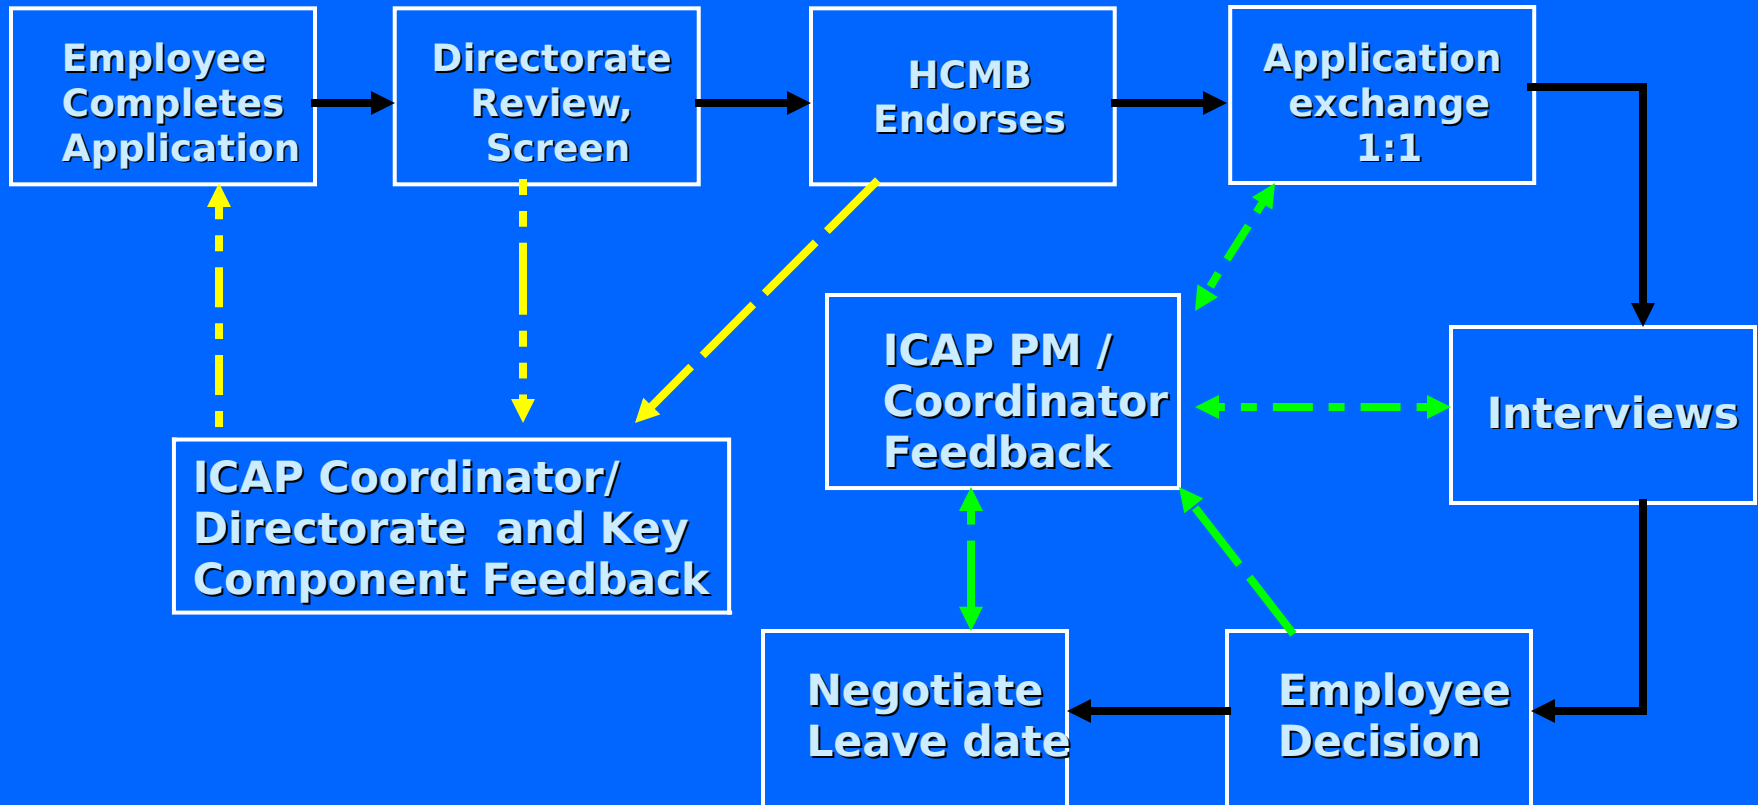 Employee
Completes
Application
Directorate
Review,
Screen
HCMB
Endorses
Application
exchange
1:1
ICAP PM /
Coordinator
Feedback
Interviews
ICAP Coordinator/
Directorate  and Key
Component Feedback
Negotiate
Leave date
Employee
Decision